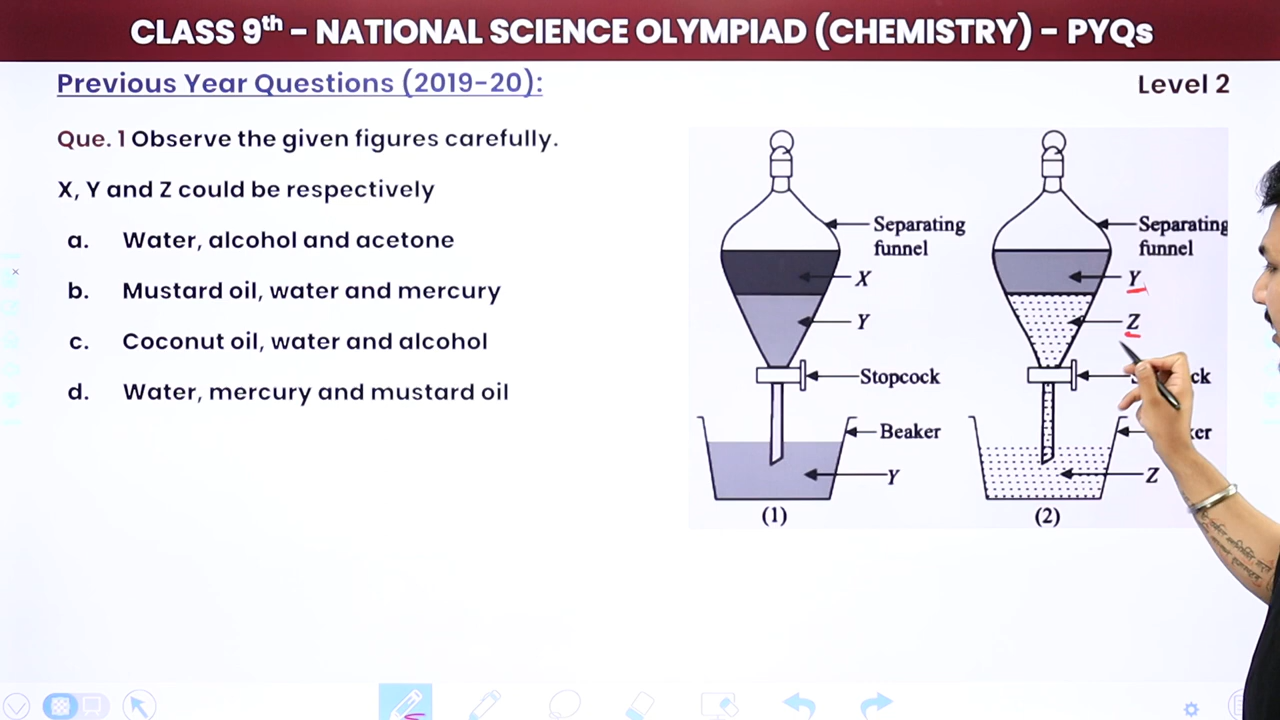 CLASS 9th – NATIONAL SCIENCE OLYMPIAD (CHEMISTRY) – PYQs
Previous Year Questions (2019-20):
Level 2
Que. 1 Observe the given figures carefully.
X, Y and Z could be respectively
a. Water, alcohol and acetone
b. Mustard oil, water and mercury
c. Coconut oil, water and alcohol
d. Water, mercury and mustard oil
Separating
funnel
X
Y
Stopcock
Beaker
Y
(1)
Separating
funnel
Y
Z
Z
(2)